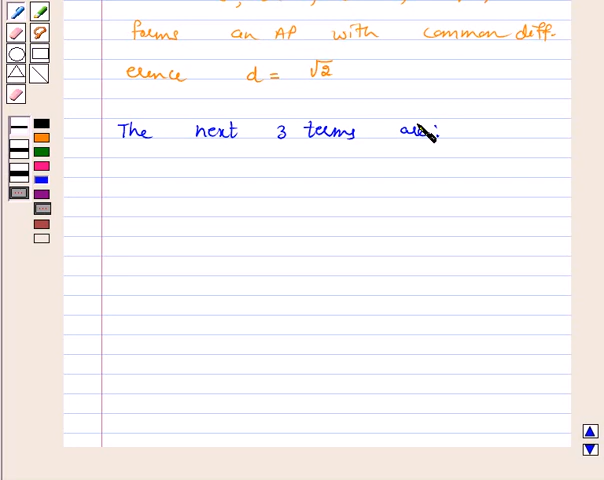 forms an AP with common diff-
erence d = √2
The next 3 terms are: